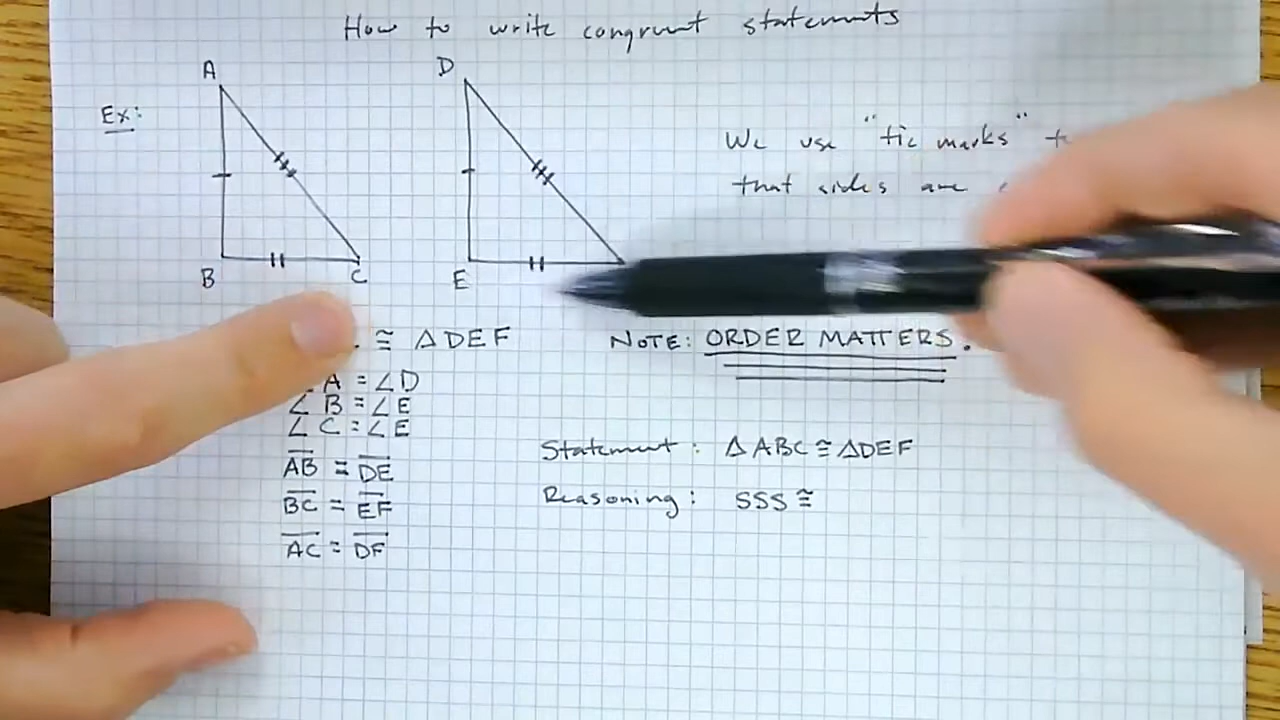 How to write congruent statements
A
D
Ex:
We use "tic marks"
that sides are
B
C
E
≅ ΔDEF
NOTE: ORDER MATTERS.
A = ∠D
∠B = ∠E
∠C = ∠E
Statement: ΔABC ≅ ΔDEF
AB = DE
Reasoning: SSS ≅
BC = EF
AC = DF